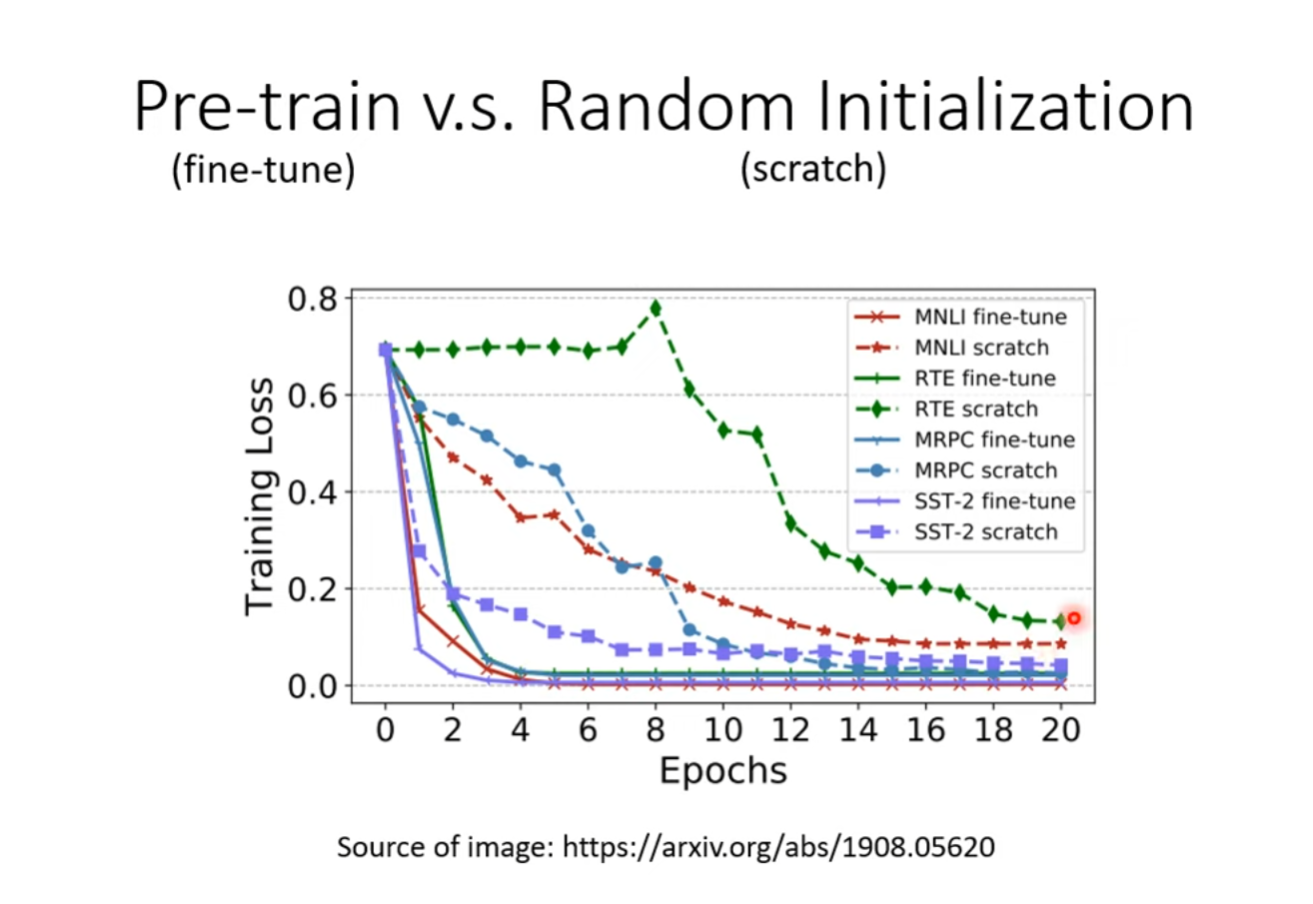 Pre-train v.s. Random Initialization
(fine-tune) (scratch)
0.8
0.6
0.4
0.2
0.0
Training Loss
MNLI fine-tune
MNLI scratch
RTE fine-tune
RTE scratch
MRPC fine-tune
MRPC scratch
SST-2 fine-tune
SST-2 scratch
0 2 4 6 8 10 12 14 16 18 20
Epochs
Source of image: https://arxiv.org/abs/1908.05620